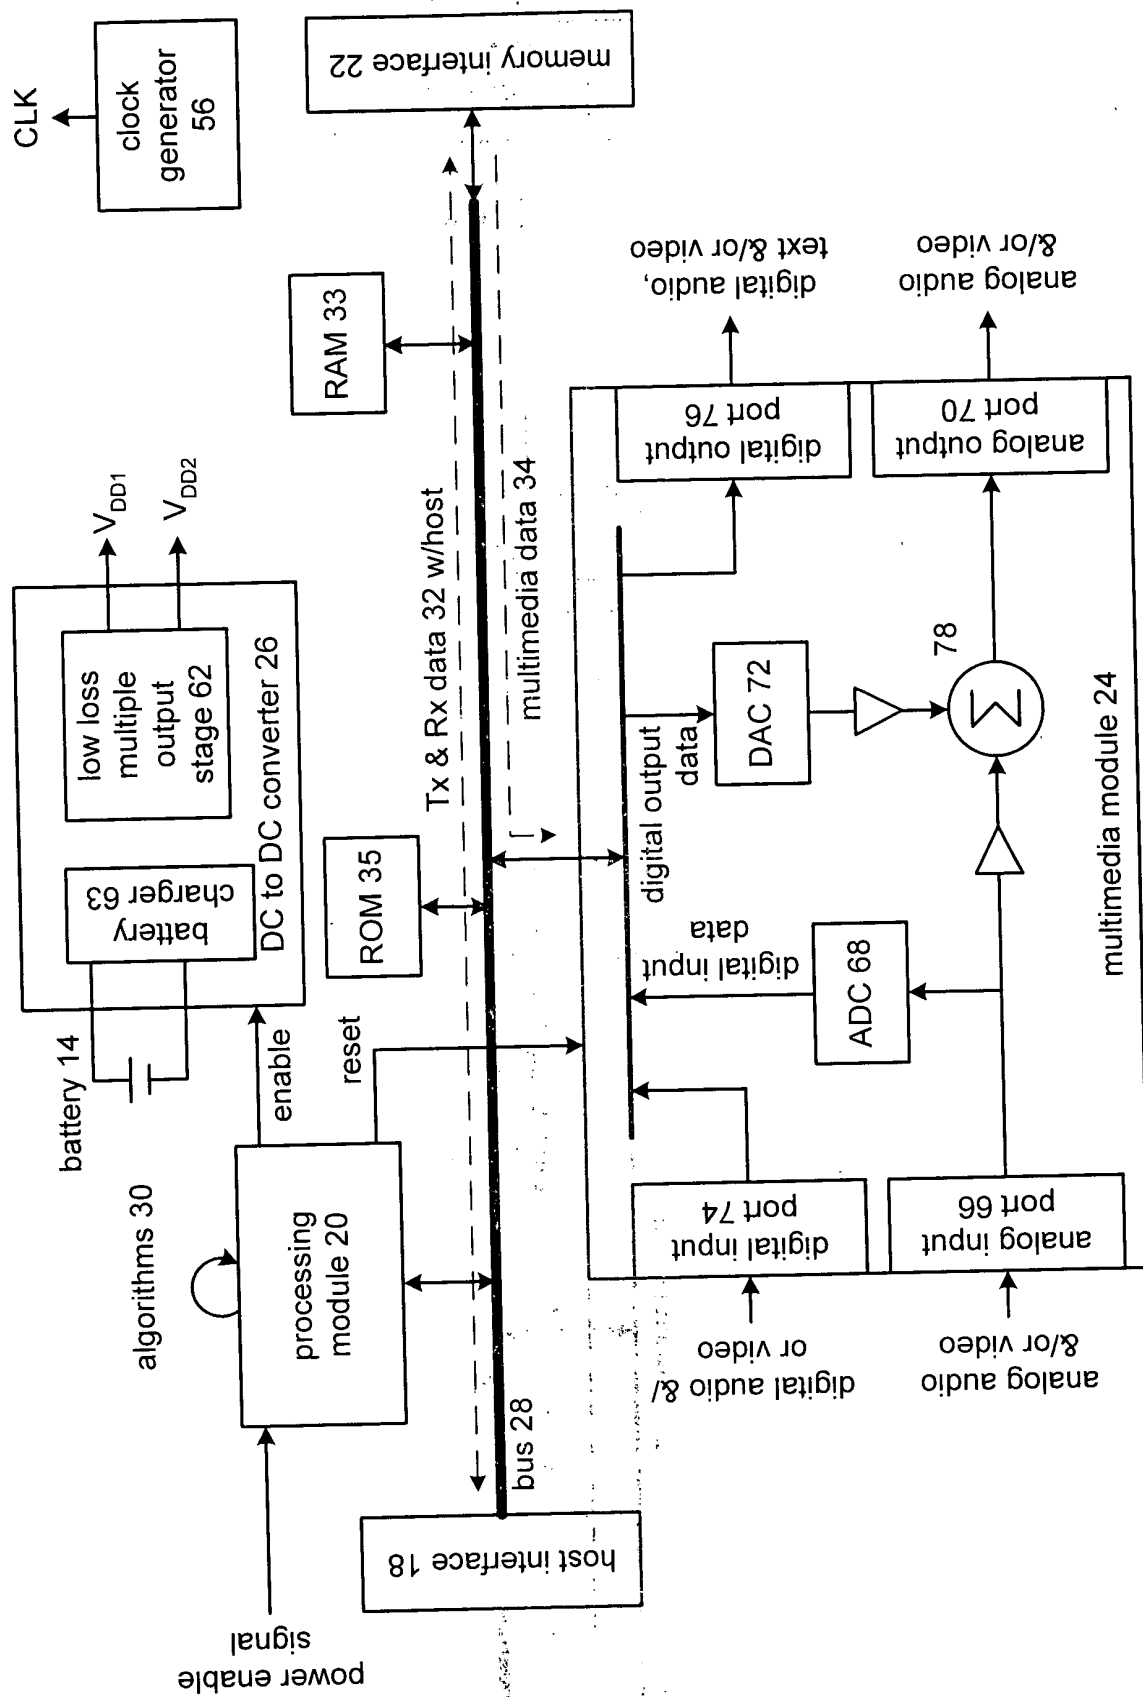 CLK
clock
generator
56
memory interface 22
RAM 33
V_DD1
V_DD2
low loss
multiple
output
stage 62
battery
charger 63
DC to DC converter 26
battery 14
enable
reset
algorithms 30
processing
module 20
power enable
signal
ROM 35
Tx & Rx data 32 w/host
multimedia data 34
bus 28
host interface 18
digital audio,
text &/or video
analog audio
&/or video
digital output
port 76
analog output
port 70
digital output
data
DAC 72
78
Σ
digital input
data
ADC 68
multimedia module 24
digital input
port 74
analog input
port 66
digital audio &/
or video
analog audio
&/or video